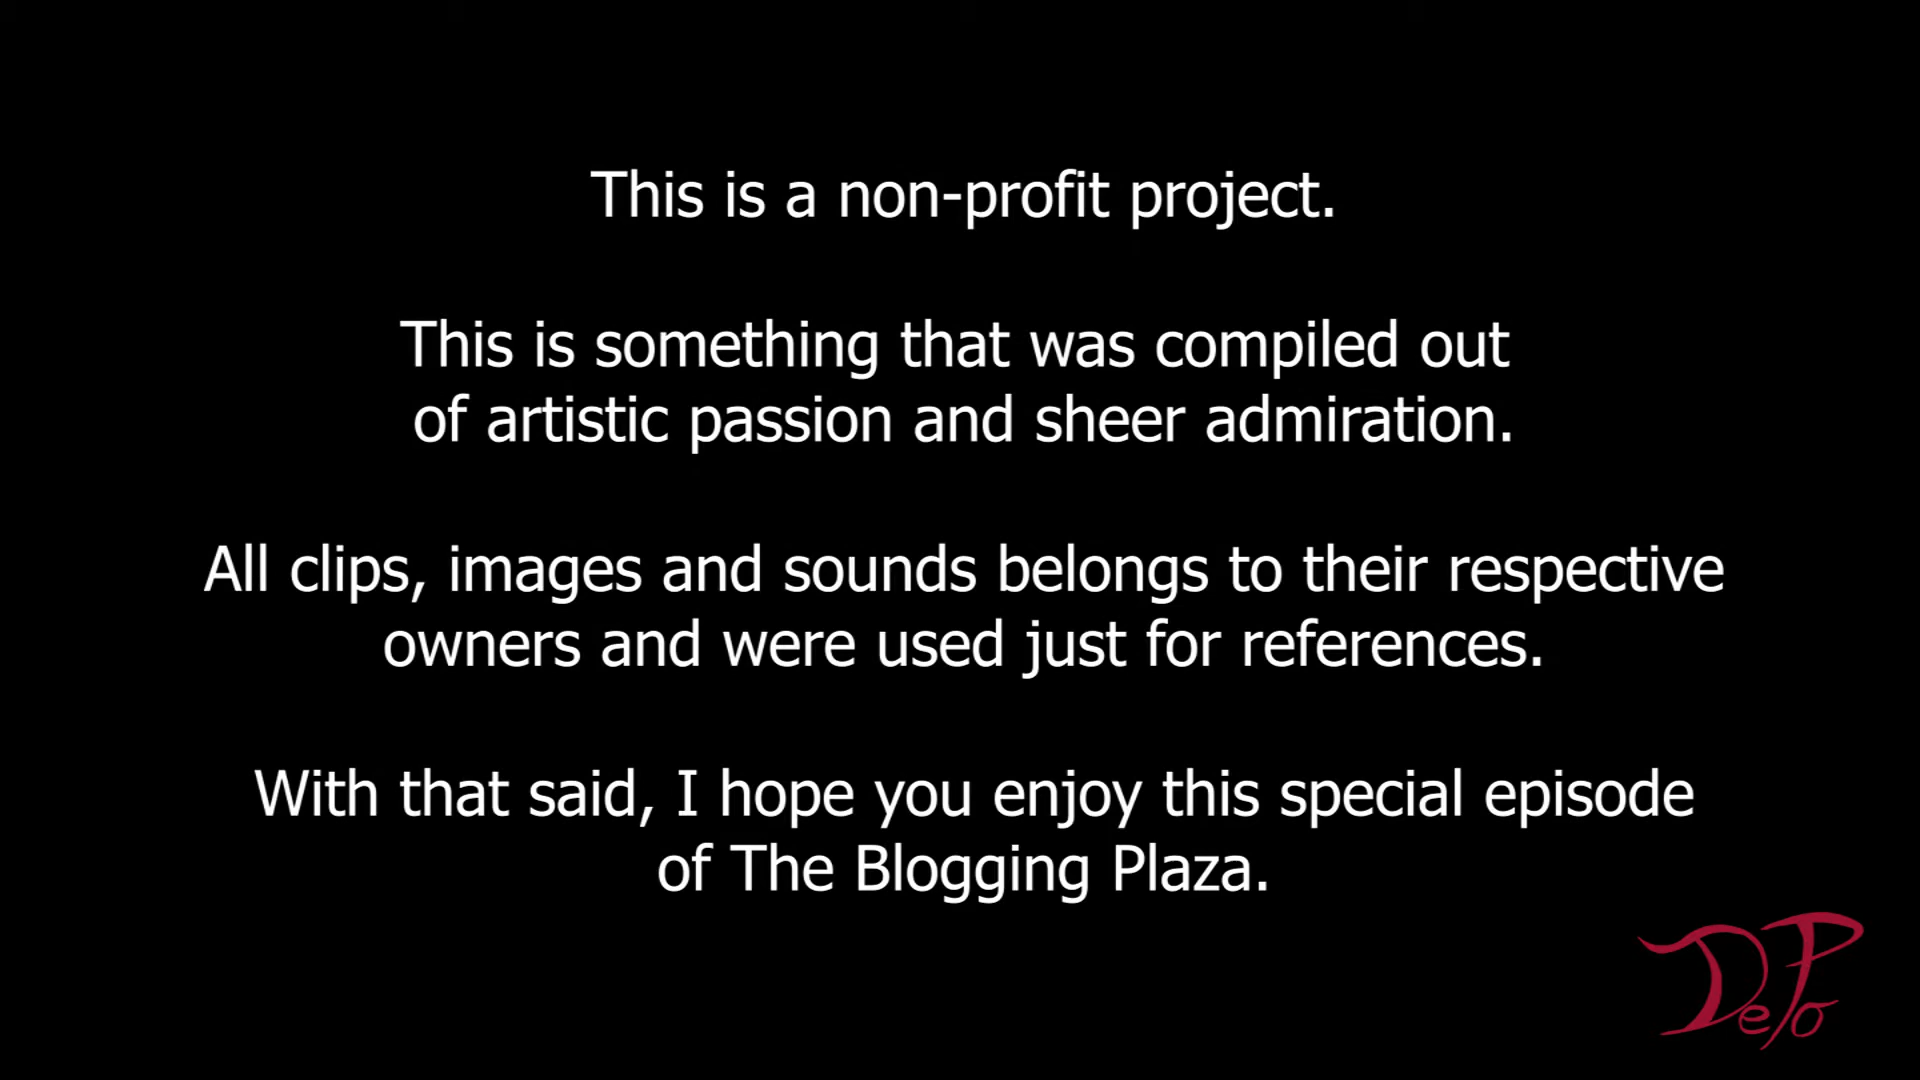 This is a non-profit project.
This is something that was compiled out
of artistic passion and sheer admiration.
All clips, images and sounds belongs to their respective
owners and were used just for references.
With that said, I hope you enjoy this special episode
of The Blogging Plaza.
DePo